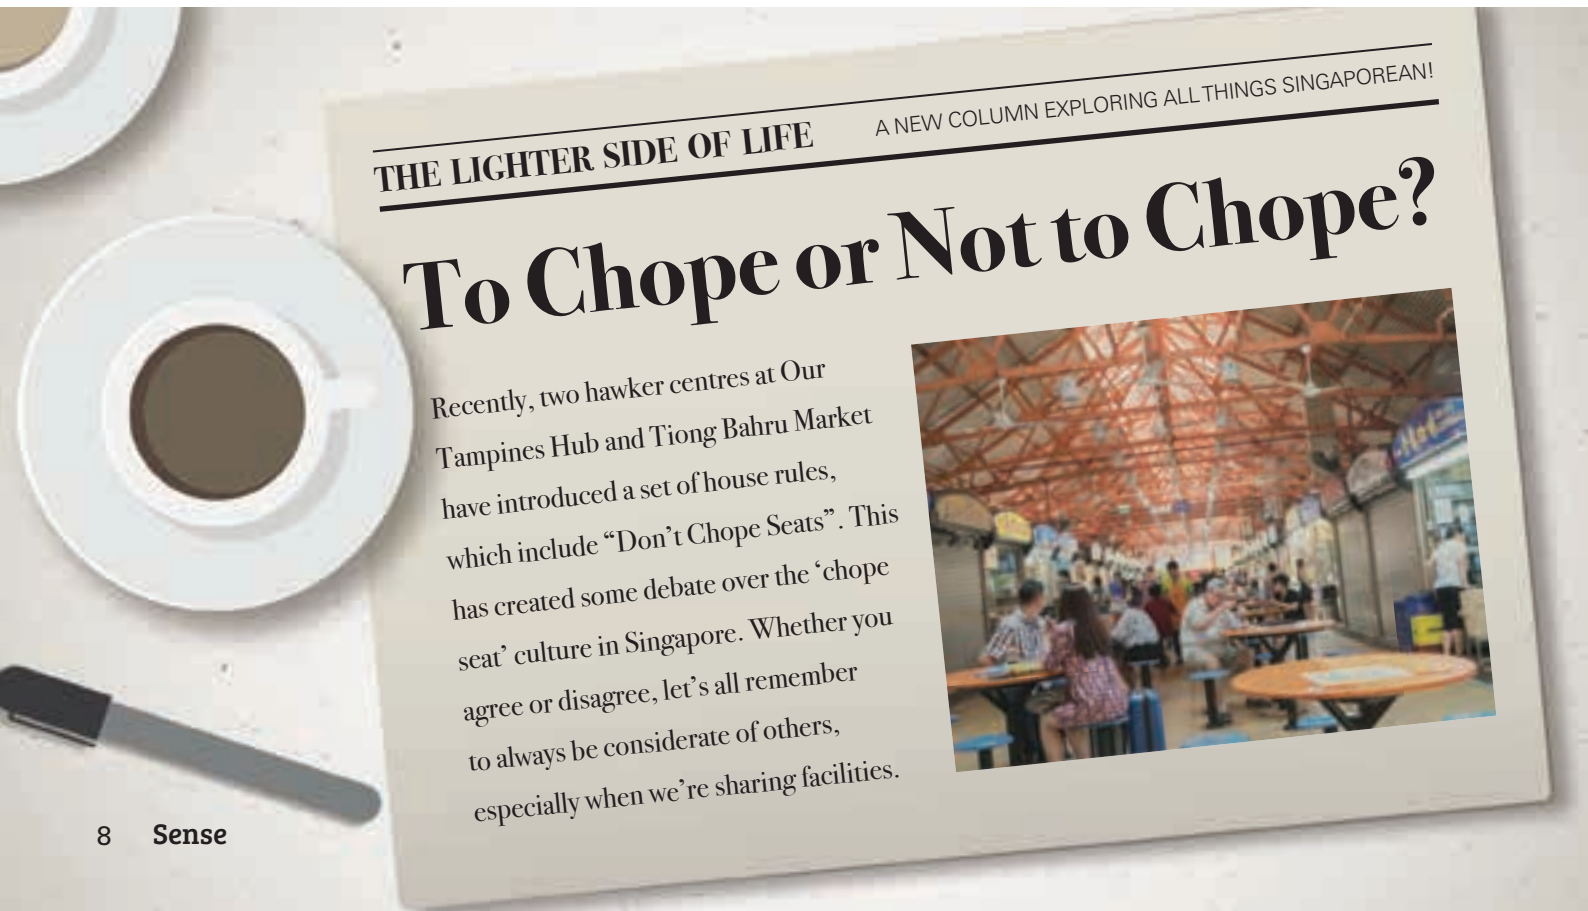 THE LIGHTER SIDE OF LIFE
A NEW COLUMN EXPLORING ALL THINGS SINGAPOREAN!
To Chope or Not to Chope?
Recently, two hawker centres at Our
Tampines Hub and Tiong Bahru Market
have introduced a set of house rules,
which include “Don’t Chope Seats”. This
has created some debate over the ‘chope
seat’ culture in Singapore. Whether you
agree or disagree, let’s all remember
to always be considerate of others,
especially when we’re sharing facilities.
8 Sense